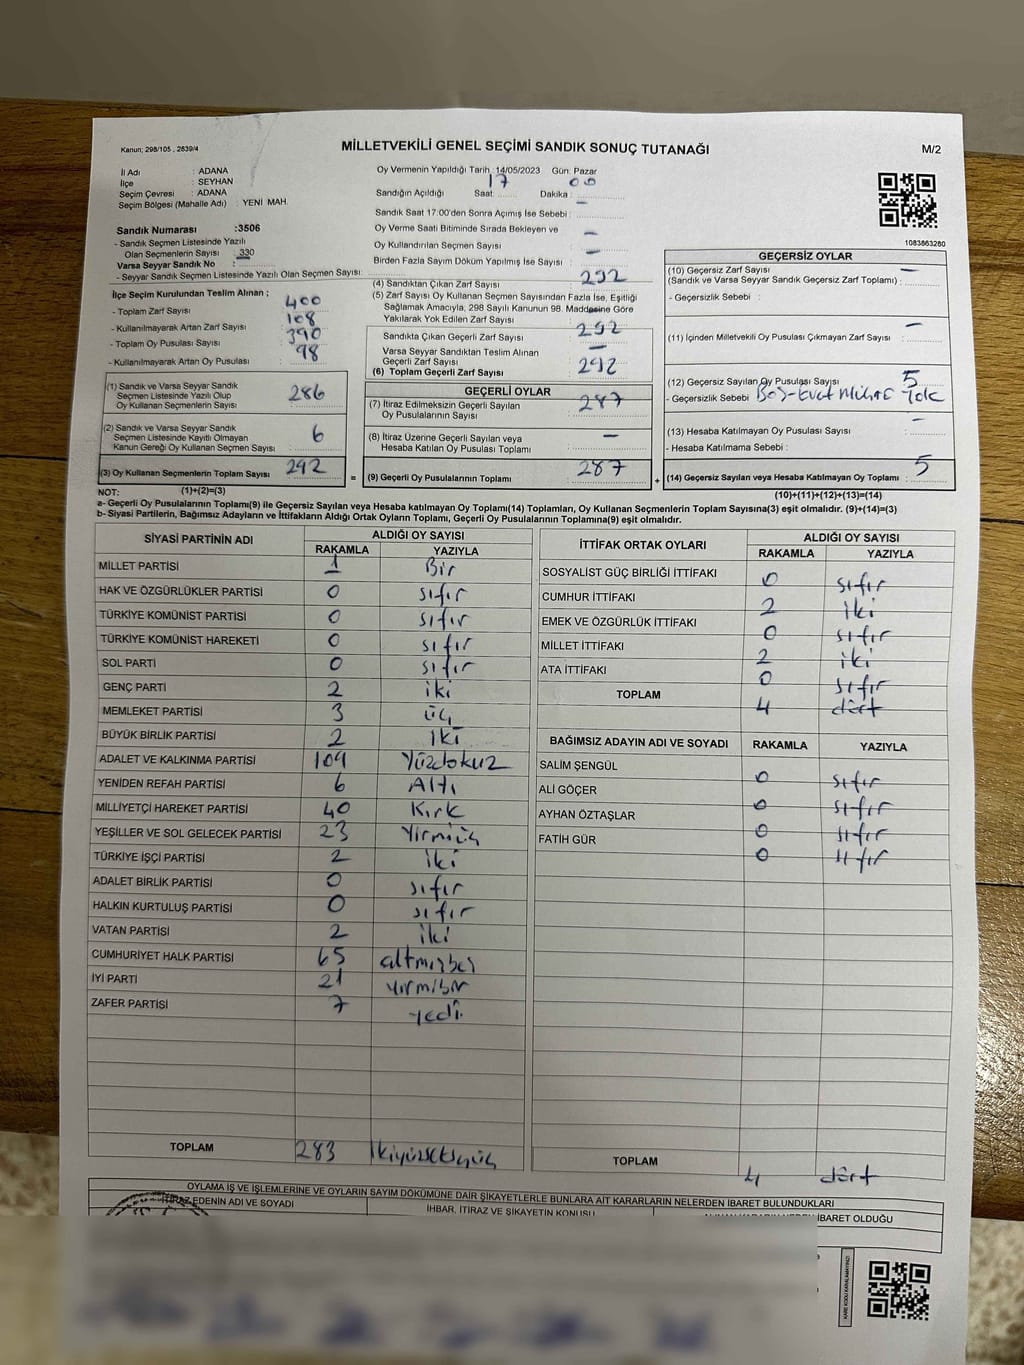 Kanun; 298/105 , 2839/4
MİLLETVEKİLİ GENEL SEÇİMİ SANDIK SONUÇ TUTANAĞI
M/2
İl Adı : ADANA
İlçe : SEYHAN
Seçim Çevresi : ADANA
Seçim Bölgesi (Mahalle Adı) : YENİ MAH.
Sandık Numarası :3506
- Sandık Seçmen Listesinde Yazılı
Olan Seçmenlerin Sayısı : 330
Varsa Seyyar Sandık No :
- Seyyar Sandık Seçmen Listesinde Yazılı Olan Seçmen Sayısı:
Oy Vermenin Yapıldığı Tarih :14/05/2023 Gün: Pazar
Sandığın Açıldığı Saat: 17 Dakika : 00
Sandık Saat 17:00'den Sonra Açımış İse Sebebi : -
Oy Verme Saati Bitiminde Sırada Bekleyen ve
Oy Kullandırılan Seçmen Sayısı -
Birden Fazla Sayım Döküm Yapılmış İse Sayısı -
1083863280
İlçe Seçim Kurulundan Teslim Alınan ;
- Toplam Zarf Sayısı : 400
- Kullanılmayarak Artan Zarf Sayısı : 108
- Toplam Oy Pusulası Sayısı : 390
- Kullanılmayarak Artan Oy Pusulası : 98
(1) Sandık ve Varsa Seyyar Sandık
Seçmen Listesinde Yazılı Olup
Oy Kullanan Seçmenlerin Sayısı : 286
(2) Sandık ve Varsa Seyyar Sandık
Seçmen Listesinde Kayıtlı Olmayan
Kanun Gereği Oy Kullanan Seçmen Sayısı : 6
(3) Oy Kullanan Seçmenlerin Toplam Sayısı : 292
(4) Sandıktan Çıkan Zarf Sayısı : 292
(5) Zarf Sayısı Oy Kullanan Seçmen Sayısından Fazla İse, Eşitliği
Sağlamak Amacıyla, 298 Sayılı Kanunun 98. Maddesine Göre
Yakılarak Yok Edilen Zarf Sayısı : -
Sandıkta Çıkan Geçerli Zarf Sayısı : 292
Varsa Seyyar Sandıktan Teslim Alınan
Geçerli Zarf Sayısı : -
(6) Toplam Geçerli Zarf Sayısı : 292
GEÇERLİ OYLAR
(7) İtiraz Edilmeksizin Geçerli Sayılan
Oy Pusulalarının Sayısı : 287
(8) İtiraz Üzerine Geçerli Sayılan veya
Hesaba Katılan Oy Pusulası Toplamı : -
= (9) Geçerli Oy Pusulalarının Toplamı : 287
GEÇERSİZ OYLAR
(10) Geçersiz Zarf Sayısı -
(Sandık ve Varsa Seyyar Sandık Geçersiz Zarf Toplamı) :
- Geçersizlik Sebebi :
(11) İçinden Milletvekili Oy Pusulası Çıkmayan Zarf Sayısı : -
(12) Geçersiz Sayılan Oy Pusulası Sayısı : 5
- Geçersizlik Sebebi : Boş-Evet Mührü Yok
(13) Hesaba Katılmayan Oy Pusulası Sayısı : -
- Hesaba Katılmama Sebebi :
+ (14) Geçersiz Sayılan veya Hesaba Katılmayan Oy Toplamı : 5
NOT: (1)+(2)=(3)
(10)+(11)+(12)+(13)=(14)
a- Geçerli Oy Pusulalarının Toplamı(9) ile Geçersiz Sayılan veya Hesaba katılmayan Oy Toplamı(14) Toplamları, Oy Kullanan Seçmenlerin Toplam Sayısına(3) eşit olmalıdır. (9)+(14)=(3)
b- Siyasi Partilerin, Bağımsız Adayların ve İttifakların Aldığı Ortak Oyların Toplamı, Geçerli Oy Pusulalarının Toplamına(9) eşit olmalıdır.
SİYASİ PARTİNİN ADI ALDIĞI OY SAYISI
RAKAMLA YAZIYLA
MİLLET PARTİSİ 1 Bir
HAK VE ÖZGÜRLÜKLER PARTİSİ 0 sıfır
TÜRKİYE KOMÜNİST PARTİSİ 0 sıfır
TÜRKİYE KOMÜNİST HAREKETİ 0 sıfır
SOL PARTİ 0 sıfır
GENÇ PARTİ 2 iki
MEMLEKET PARTİSİ 3 üç
BÜYÜK BİRLİK PARTİSİ 2 İki
ADALET VE KALKINMA PARTİSİ 109 Yüzdokuz
YENİDEN REFAH PARTİSİ 6 Altı
MİLLİYETÇİ HAREKET PARTİSİ 40 Kırk
YEŞİLLER VE SOL GELECEK PARTİSİ 23 Yirmiüç
TÜRKİYE İŞÇİ PARTİSİ 2 iki
ADALET BİRLİK PARTİSİ 0 sıfır
HALKIN KURTULUŞ PARTİSİ 0 sıfır
VATAN PARTİSİ 2 iki
CUMHURİYET HALK PARTİSİ 65 altmışbeş
İYİ PARTİ 21 yirmibir
ZAFER PARTİSİ 7 yedi
TOPLAM 283 İkiyüzseksenüç
İTTİFAK ORTAK OYLARI ALDIĞI OY SAYISI
RAKAMLA YAZIYLA
SOSYALİST GÜÇ BİRLİĞİ İTTİFAKI 0 sıfır
CUMHUR İTTİFAKI 2 iki
EMEK VE ÖZGÜRLÜK İTTİFAKI 0 sıfır
MİLLET İTTİFAKI 2 iki
ATA İTTİFAKI 0 sıfır
TOPLAM 4 dört
BAĞIMSIZ ADAYIN ADI VE SOYADI RAKAMLA YAZIYLA
SALİM ŞENGÜL 0 sıfır
ALİ GÖÇER 0 sıfır
AYHAN ÖZTAŞLAR 0 sıfır
FATİH GÜR 0 sıfır
TOPLAM 4 dört
OYLAMA İŞ VE İŞLEMLERİNE VE OYLARIN SAYIM DÖKÜMÜNE DAİR ŞİKAYETLERLE BUNLARA AİT KARARLARIN NELERDEN İBARET BULUNDUKLARI
İTİRAZ EDENİN ADI VE SOYADI
İHBAR, İTİRAZ VE ŞİKAYETİN KONUSU
İBARET OLDUĞU